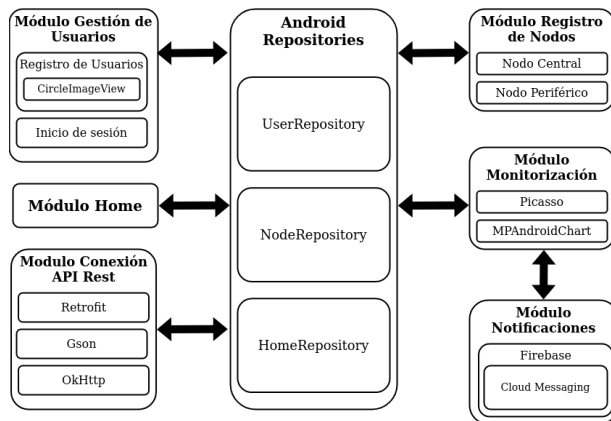 Módulo Gestión de
Usuarios
Registro de Usuarios
CircleImageView
Inicio de sesión
Módulo Home
Modulo Conexión
API Rest
Retrofit
Gson
OkHttp
Android
Repositories
UserRepository
NodeRepository
HomeRepository
Módulo Registro
de Nodos
Nodo Central
Nodo Periférico
Módulo
Monitorización
Picasso
MPAndroidChart
Módulo
Notificaciones
Firebase
Cloud Messaging